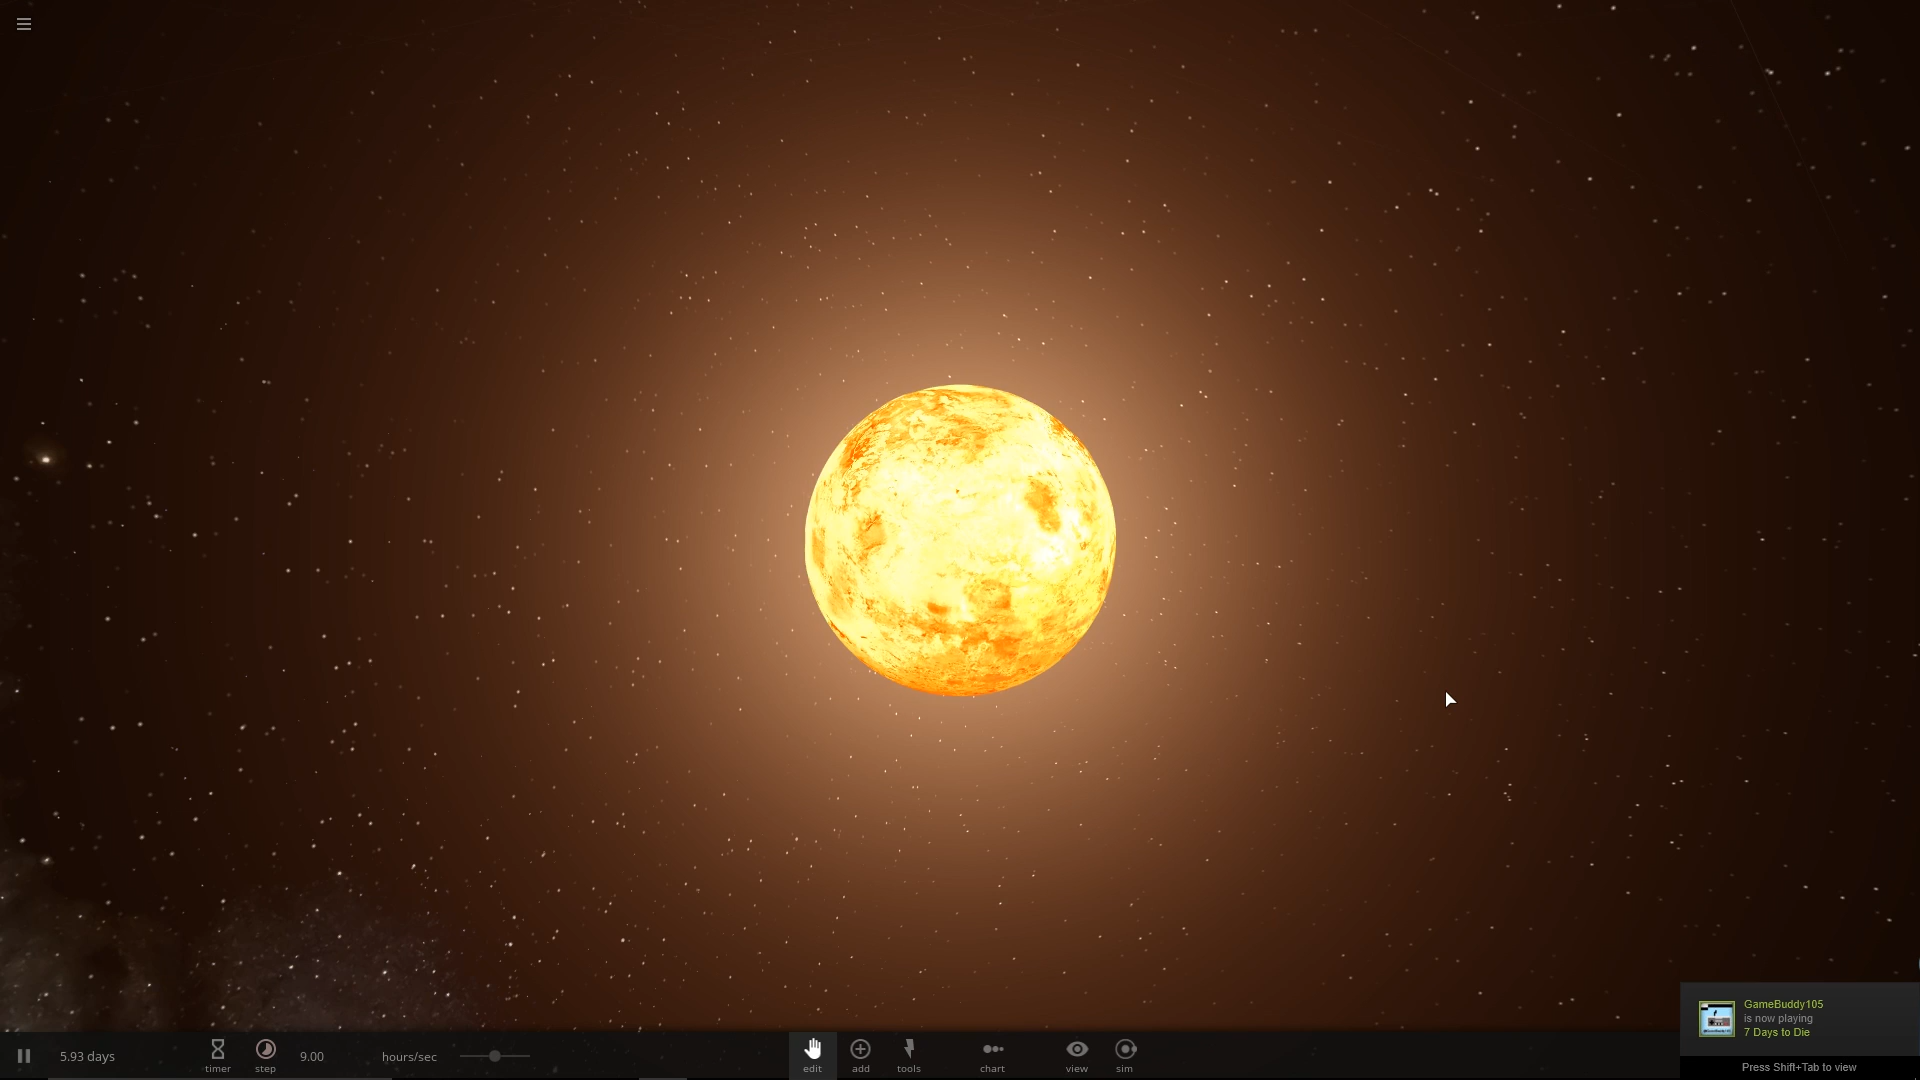 5.93 days
timer
step
9.00
hours/sec
edit
add
tools
chart
view
sim
GameBuddy105
is now playing
7 Days to Die
Press Shift+Tab to view